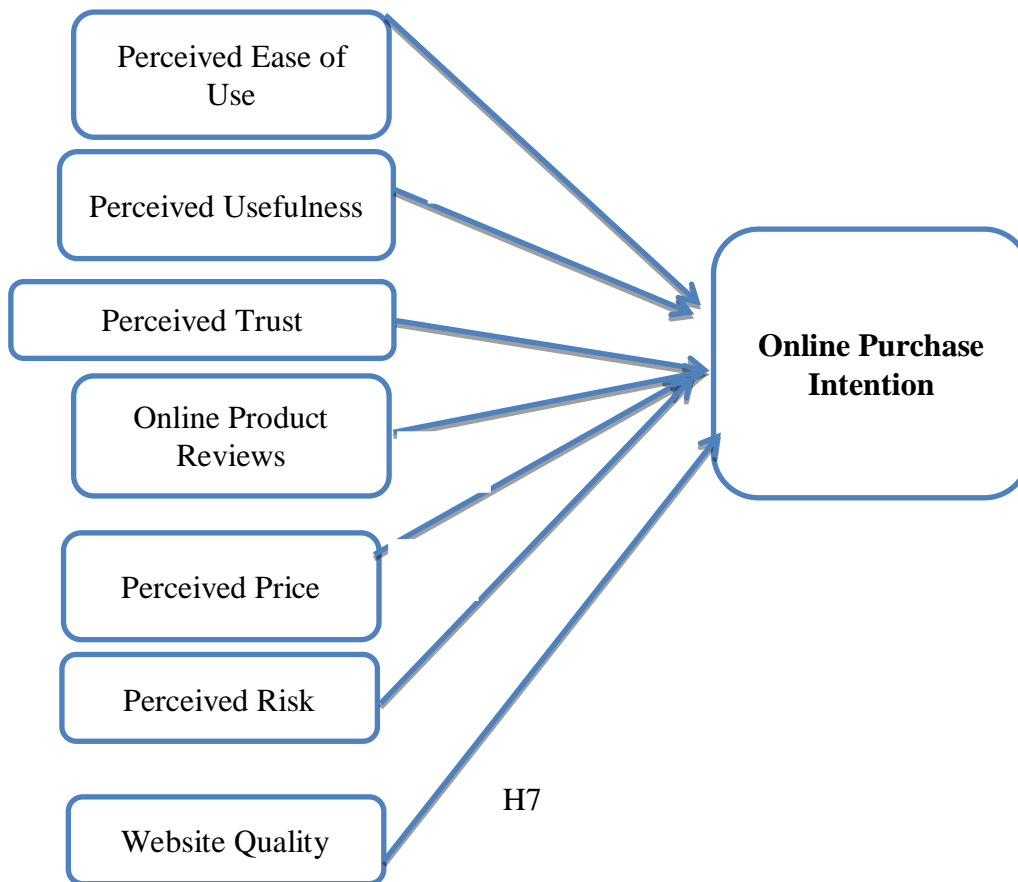 Perceived Ease of
Use
Perceived Usefulness
Perceived Trust
Online Product
Reviews
Perceived Price
Perceived Risk
Website Quality
H7
Online Purchase
Intention